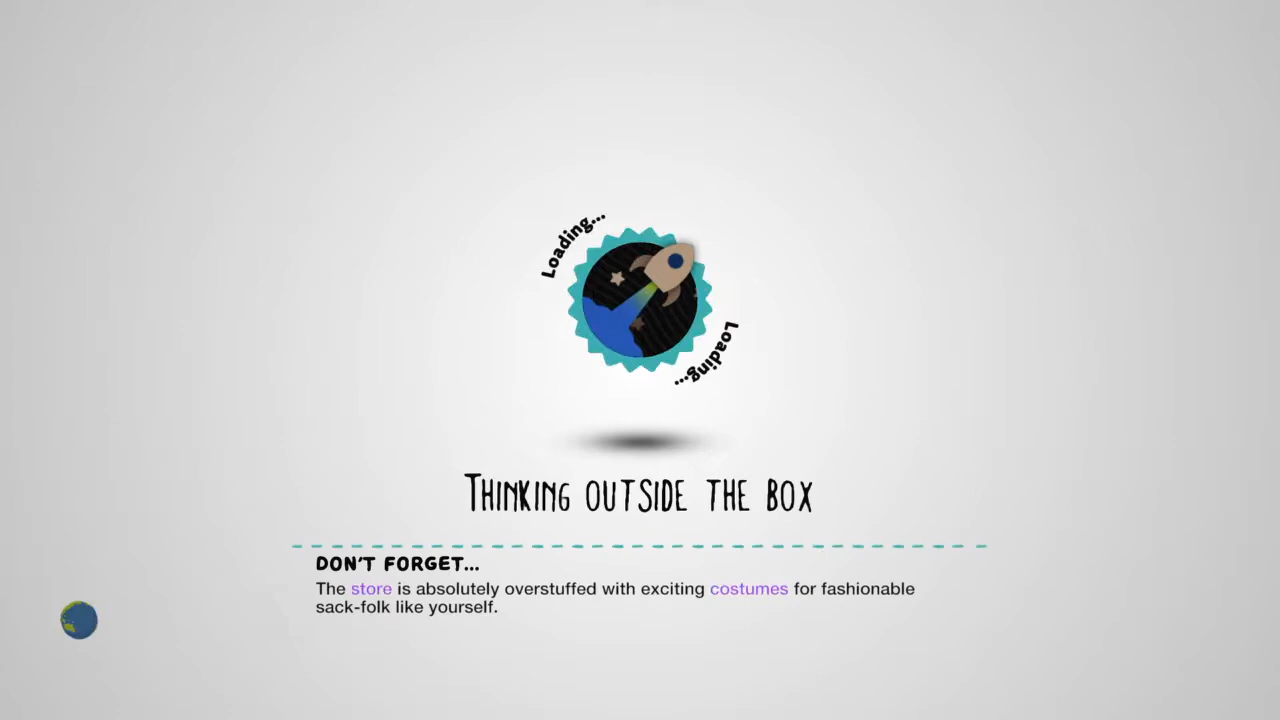 Loading...
Loading...
Thinking outside the box
DON'T FORGET...
The store is absolutely overstuffed with exciting costumes for fashionable
sack-folk like yourself.